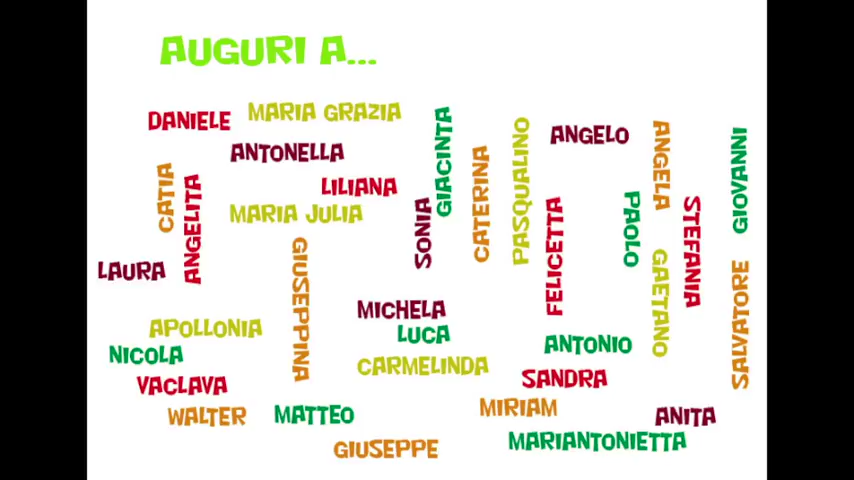 AUGURI A...
DANIELE
MARIA GRAZIA
ANTONELLA
LILIANA
GIACINTA
CATIA
ANGELITA
MARIA JULIA
SONIA
CATERINA
PASQUALINO
ANGELO
ANGELA
GIOVANNI
FELICETTA
PAOLO
STEFANIA
LAURA
GIUSEPPINA
GAETANO
SALVATORE
MICHELA
APOLLONIA
LUCA
NICOLA
CARMELINDA
ANTONIO
VACLAVA
SANDRA
WALTER
MATTEO
MIRIAM
ANITA
GIUSEPPE
MARIANTONIETTA